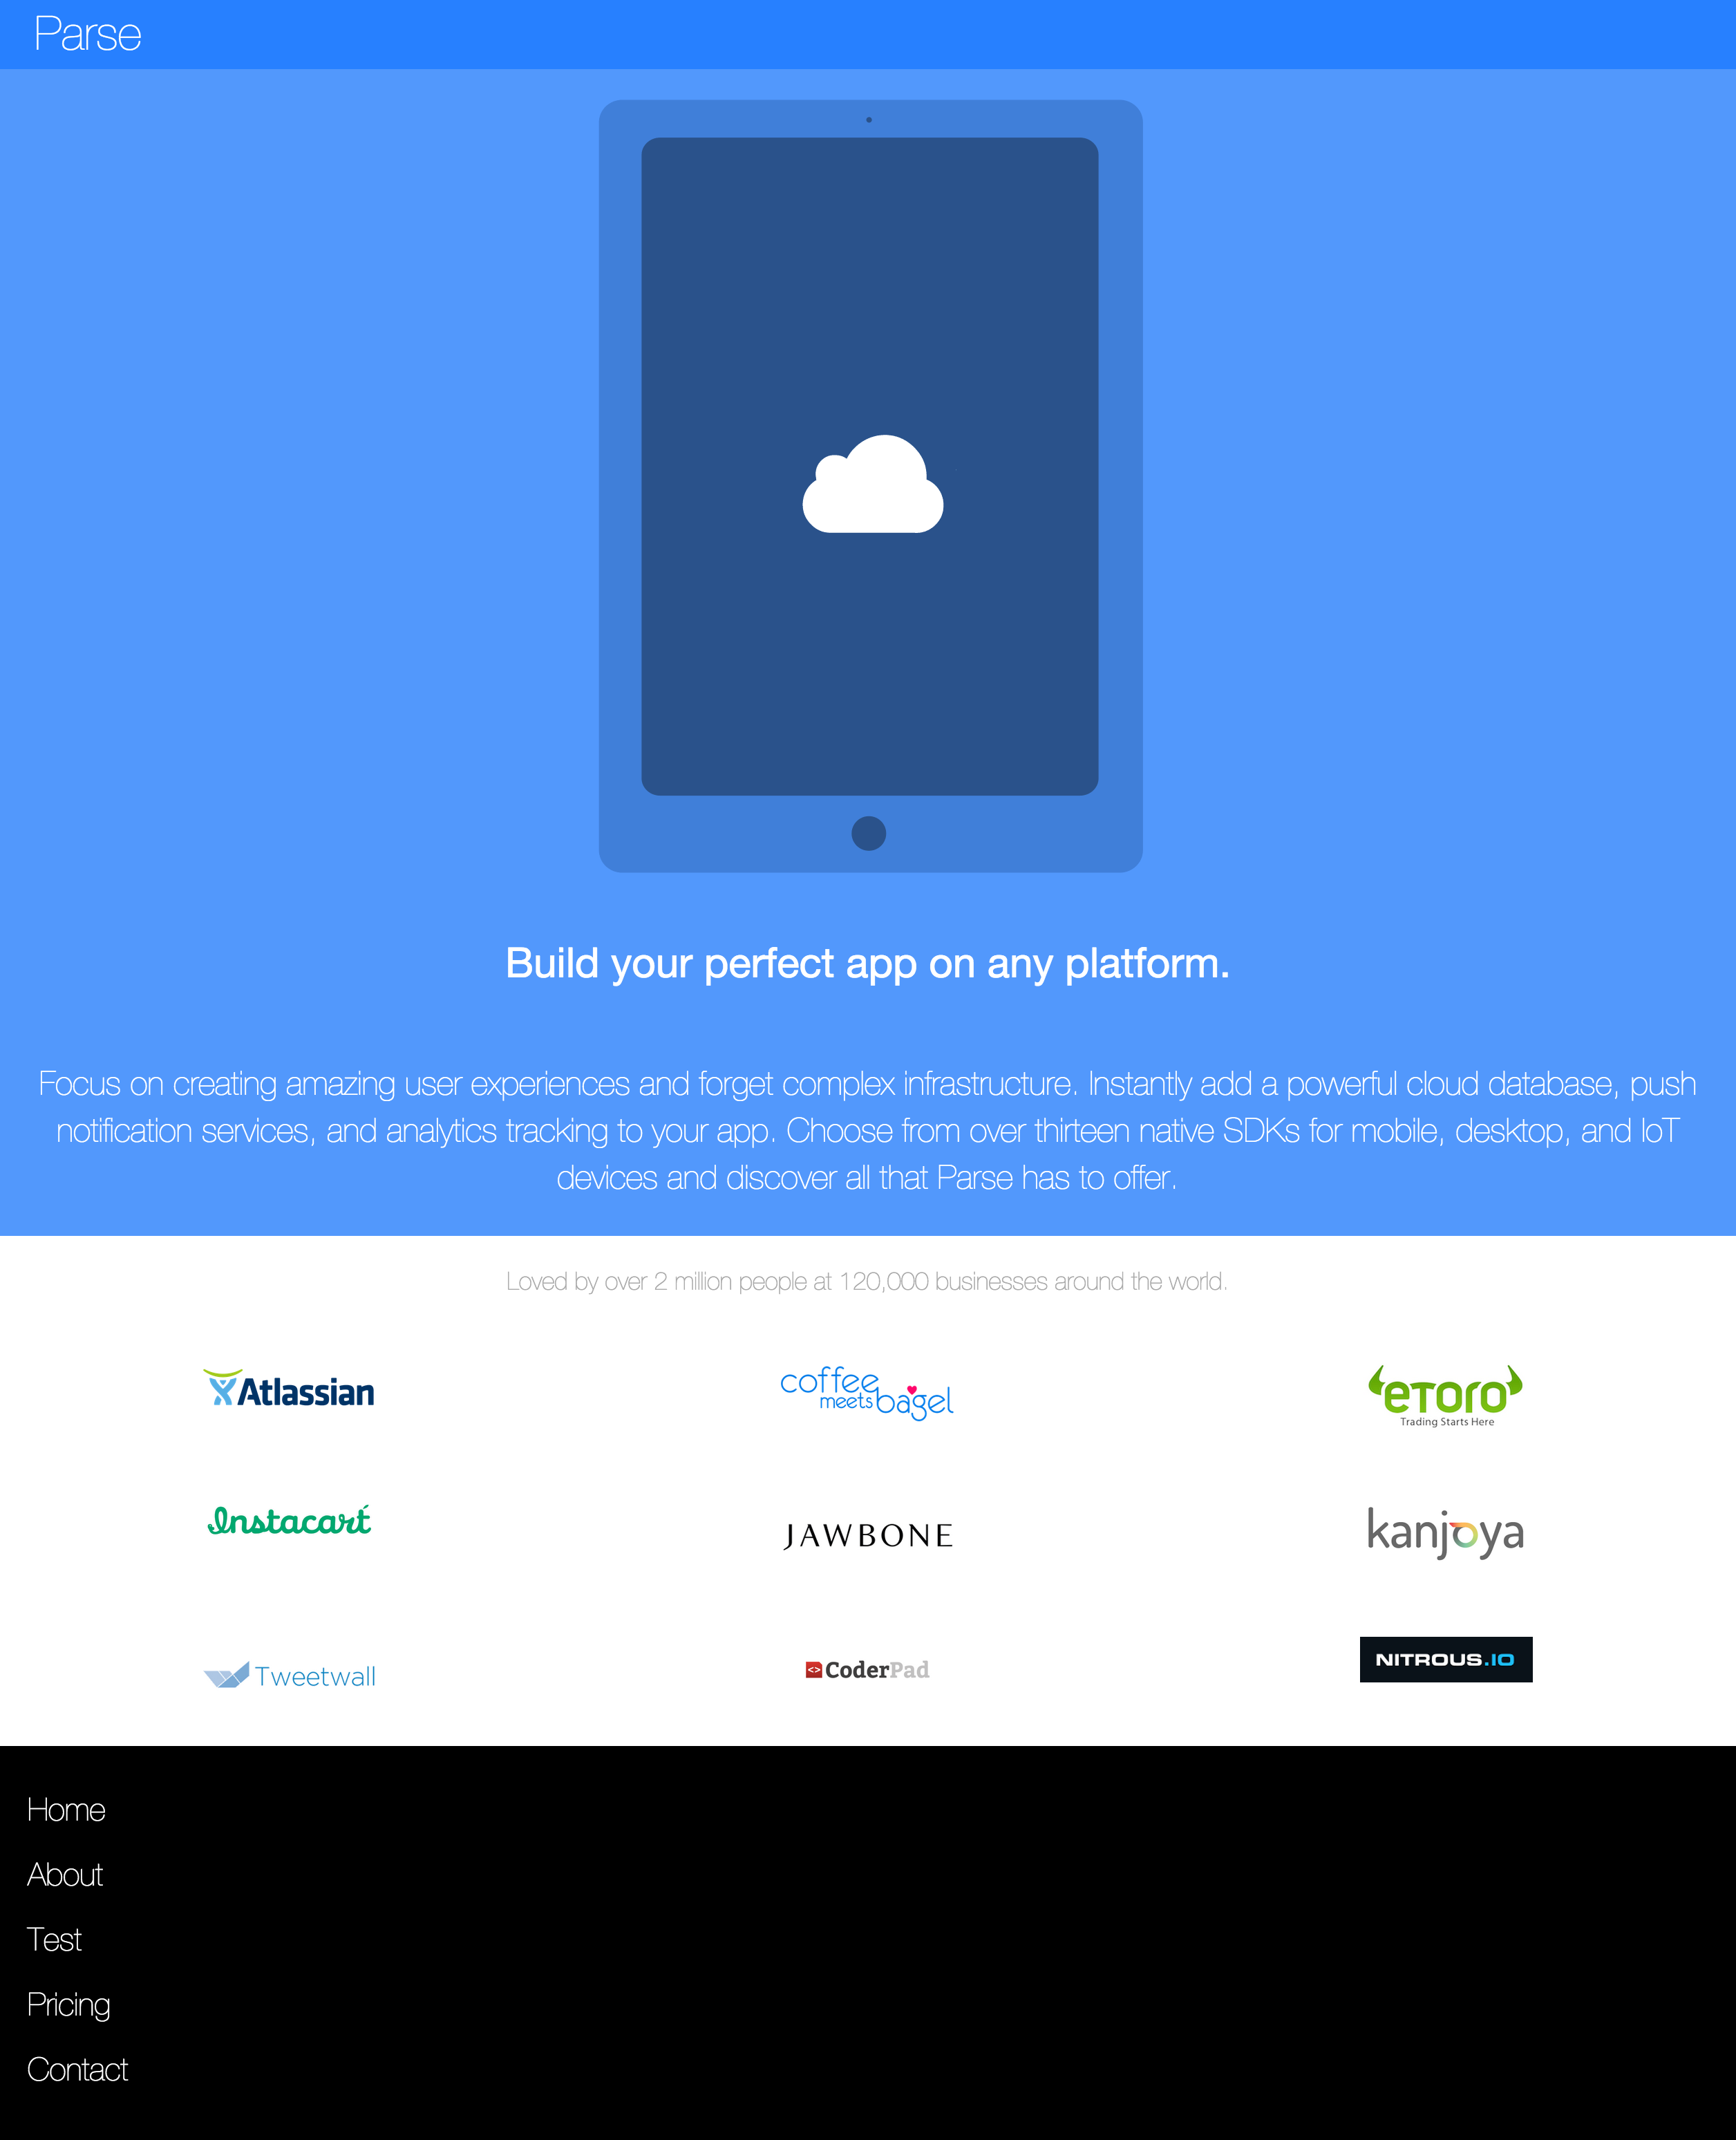 Parse
Build your perfect app on any platform.
Focus on creating amazing user experiences and forget complex infrastructure. Instantly add a powerful cloud database, push
notification services, and analytics tracking to your app. Choose from over thirteen native SDKs for mobile, desktop, and IoT
devices and discover all that Parse has to offer.
Loved by over 2 million people at 120,000 businesses around the world.
Atlassian
coffee
meets bagel
eToro
Trading Starts Here
Instacart
JAWBONE
kanjoya
Tweetwall
<> CoderPad
NITROUS.IO
Home
About
Test
Pricing
Contact